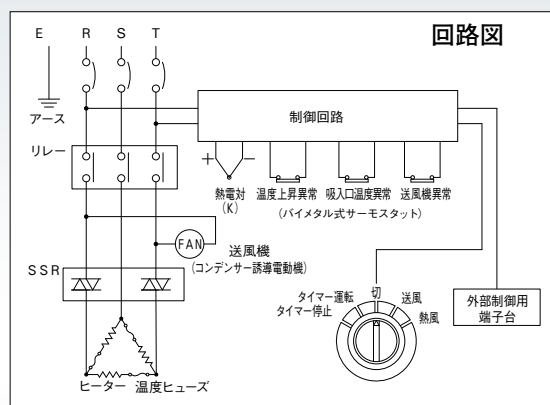 回路図
E R S T
アース
制御回路
リレー
+ −
熱電対
(K)
温度上昇異常
吸入口温度異常
送風機異常
(バイメタル式サーモスタット)
FAN
送風機
(コンデンサー誘導電動機)
SSR
ヒーター
温度ヒューズ
タイマー運転
タイマー停止
切
送風
熱風
外部制御用
端子台